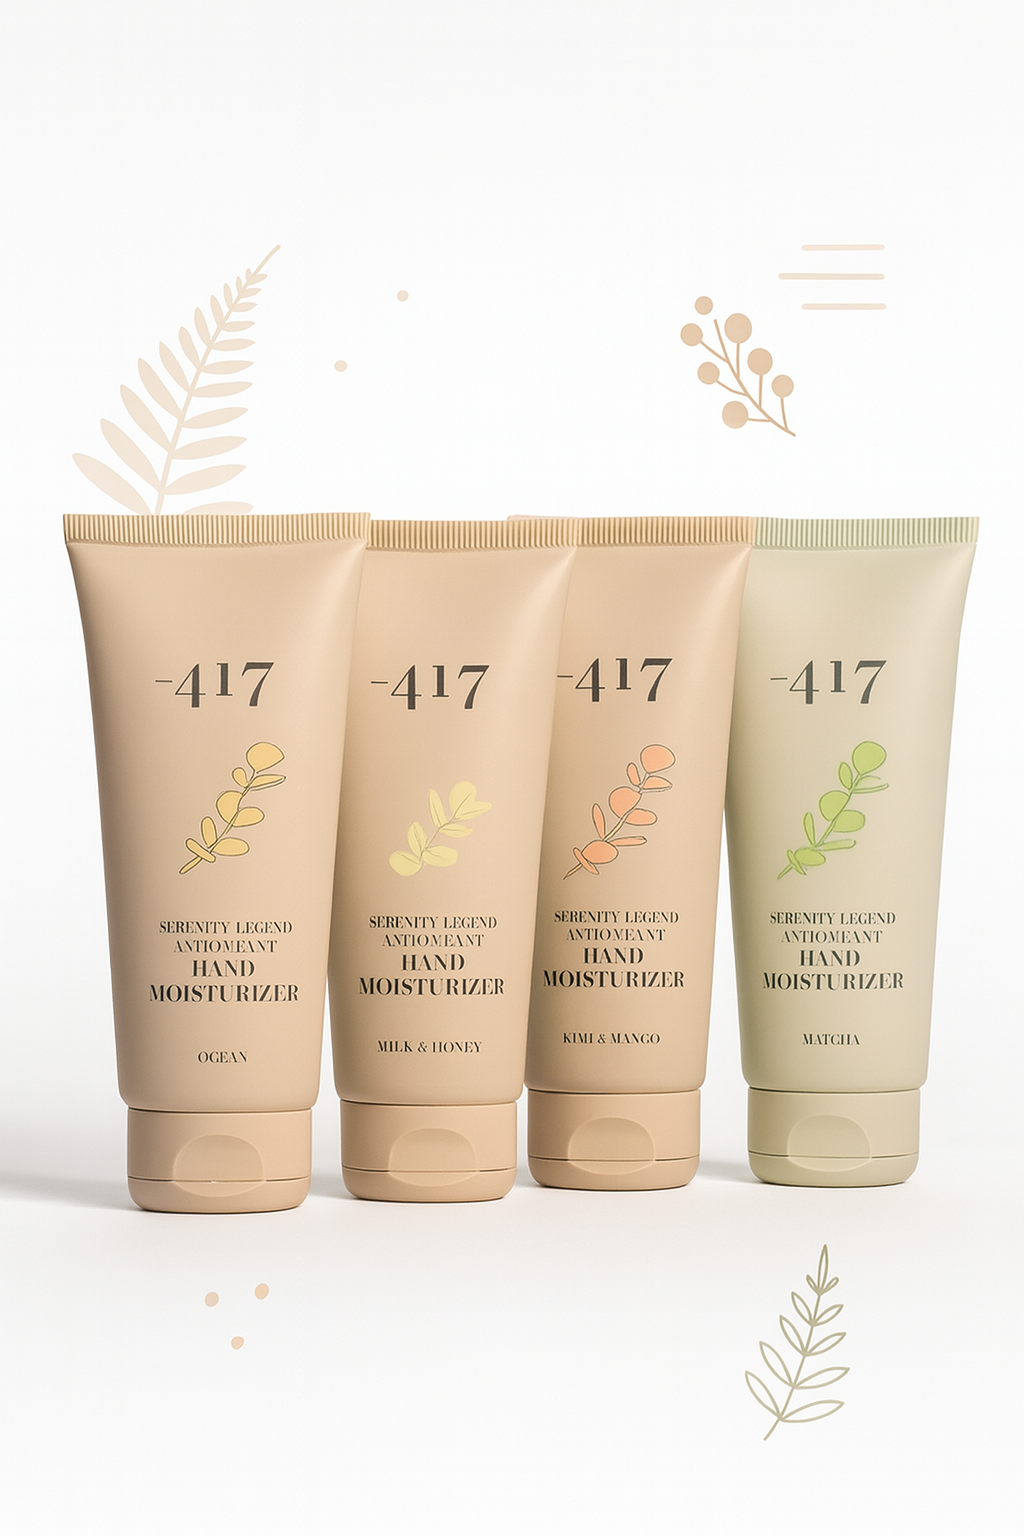 -417
SERENITY LEGEND
ANTIOMEANT
HAND
MOISTURIZER
OGEAN
-417
SERENITY LEGEND
ANTIOMEANT
HAND
MOISTURIZER
MILK & HONEY
-417
SERENITY LEGEND
ANTIOMEANT
HAND
MOISTURIZER
KIMI & MANGO
-417
SERENITY LEGEND
ANTIOMEANT
HAND
MOISTURIZER
MATCHA